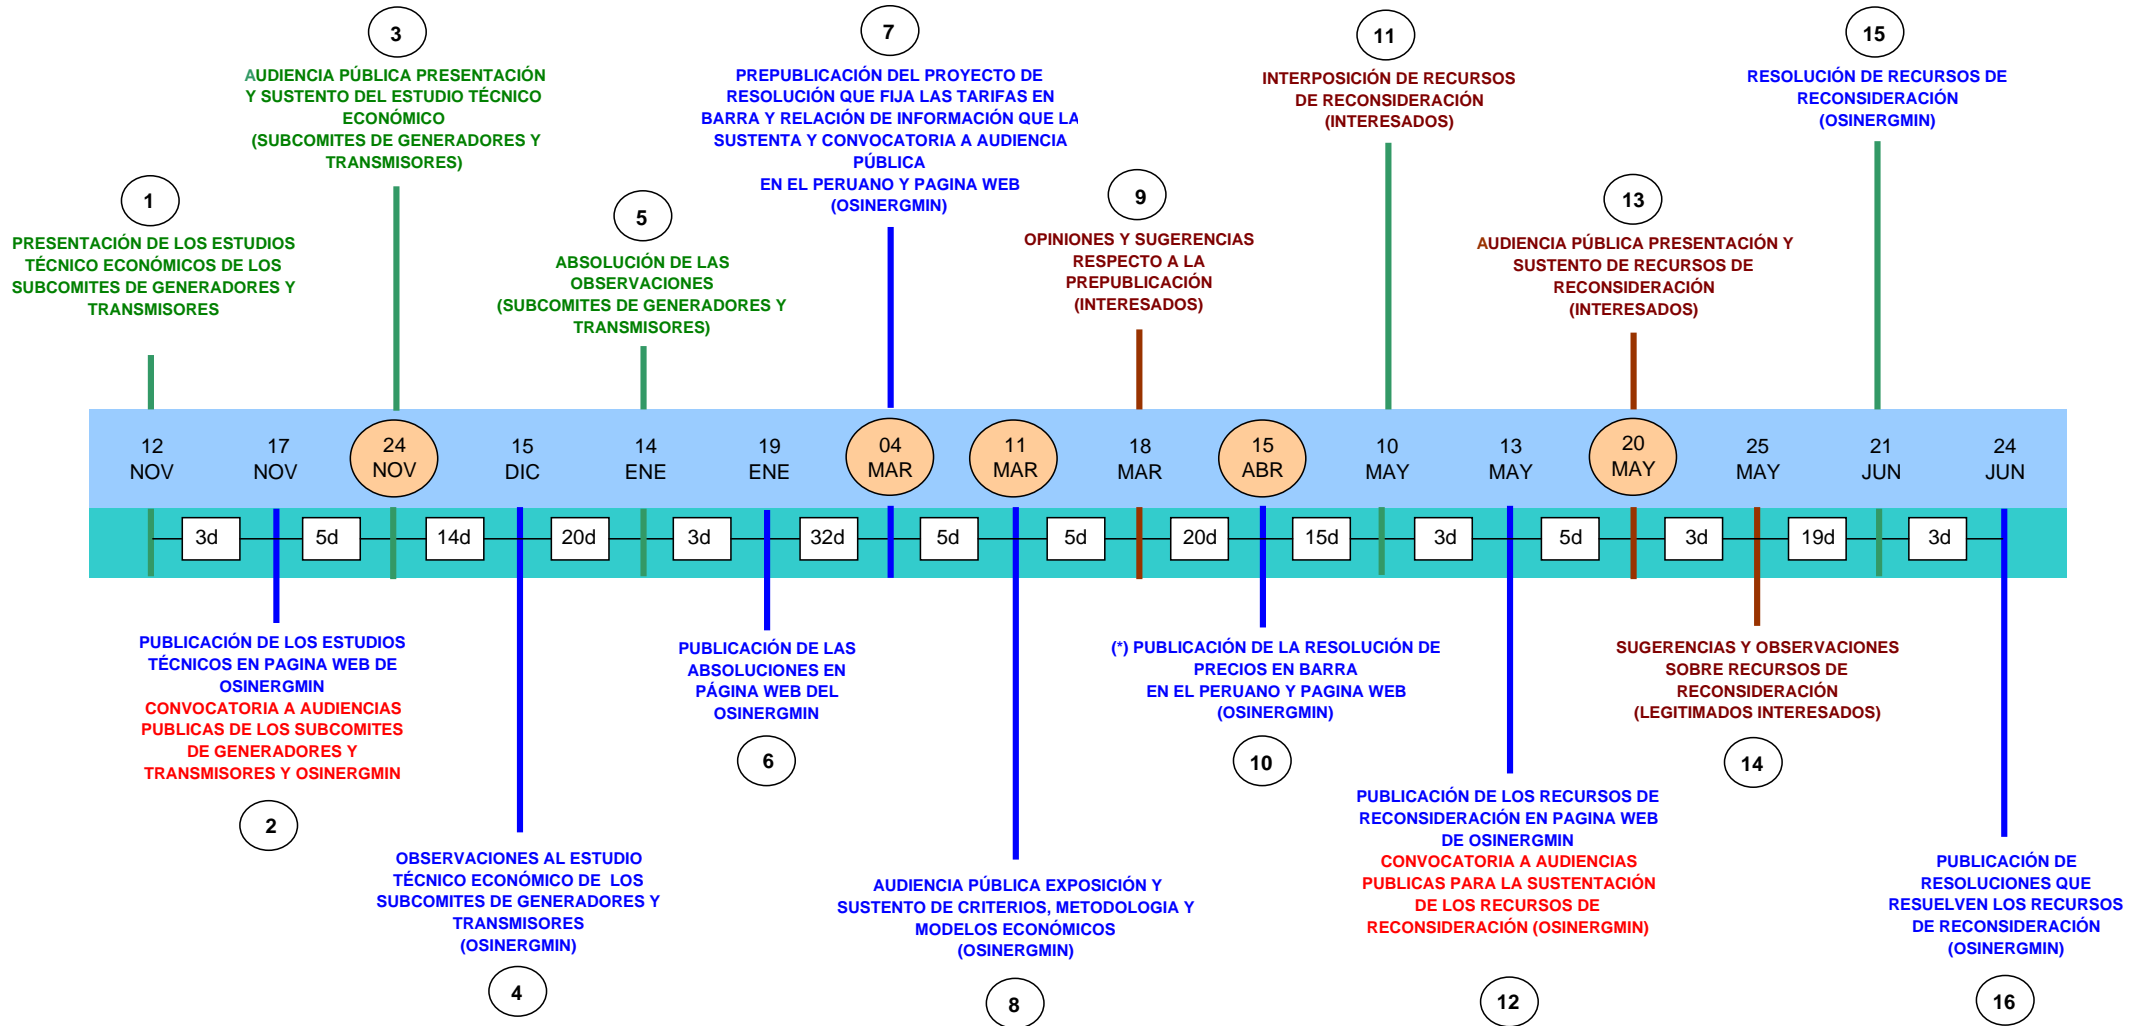 3
AUDIENCIA PÚBLICA PRESENTACIÓN
Y SUSTENTO DEL ESTUDIO TÉCNICO
ECONÓMICO
(SUBCOMITES DE GENERADORES Y
TRANSMISORES)
7
PREPUBLICACIÓN DEL PROYECTO DE
RESOLUCIÓN QUE FIJA LAS TARIFAS EN
BARRA Y RELACIÓN DE INFORMACIÓN QUE LA
SUSTENTA Y CONVOCATORIA A AUDIENCIA
PÚBLICA
EN EL PERUANO Y PAGINA WEB
(OSINERGMIN)
11
INTERPOSICIÓN DE RECURSOS
DE RECONSIDERACIÓN
(INTERESADOS)
15
RESOLUCIÓN DE RECURSOS DE
RECONSIDERACIÓN
(OSINERGMIN)
1
PRESENTACIÓN DE LOS ESTUDIOS
TÉCNICO ECONÓMICOS DE LOS
SUBCOMITES DE GENERADORES Y
TRANSMISORES
5
ABSOLUCIÓN DE LAS
OBSERVACIONES
(SUBCOMITES DE GENERADORES Y
TRANSMISORES)
9
OPINIONES Y SUGERENCIAS
RESPECTO A LA
PREPUBLICACIÓN
(INTERESADOS)
13
AUDIENCIA PÚBLICA PRESENTACIÓN Y
SUSTENTO DE RECURSOS DE
RECONSIDERACIÓN
(INTERESADOS)
12 NOV
17 NOV
24 NOV
15 DIC
14 ENE
19 ENE
04 MAR
11 MAR
18 MAR
15 ABR
10 MAY
13 MAY
20 MAY
25 MAY
21 JUN
24 JUN
3d 5d 14d 20d 3d 32d 5d 5d 20d 15d 3d 5d 3d 19d 3d
PUBLICACIÓN DE LOS ESTUDIOS
TÉCNICOS EN PAGINA WEB DE
OSINERGMIN
CONVOCATORIA A AUDIENCIAS
PUBLICAS DE LOS SUBCOMITES
DE GENERADORES Y
TRANSMISORES Y OSINERGMIN
2
OBSERVACIONES AL ESTUDIO
TÉCNICO ECONÓMICO DE LOS
SUBCOMITES DE GENERADORES Y
TRANSMISORES
(OSINERGMIN)
4
PUBLICACIÓN DE LAS
ABSOLUCIONES EN
PÁGINA WEB DEL
OSINERGMIN
6
AUDIENCIA PÚBLICA EXPOSICIÓN Y
SUSTENTO DE CRITERIOS, METODOLOGIA Y
MODELOS ECONÓMICOS
(OSINERGMIN)
8
(*) PUBLICACIÓN DE LA RESOLUCIÓN DE
PRECIOS EN BARRA
EN EL PERUANO Y PAGINA WEB
(OSINERGMIN)
10
PUBLICACIÓN DE LOS RECURSOS DE
RECONSIDERACIÓN EN PAGINA WEB
DE OSINERGMIN
CONVOCATORIA A AUDIENCIAS
PUBLICAS PARA LA SUSTENTACIÓN
DE LOS RECURSOS DE
RECONSIDERACIÓN (OSINERGMIN)
12
SUGERENCIAS Y OBSERVACIONES
SOBRE RECURSOS DE
RECONSIDERACIÓN
(LEGITIMADOS INTERESADOS)
14
PUBLICACIÓN DE
RESOLUCIONES QUE
RESUELVEN LOS RECURSOS
DE RECONSIDERACIÓN
(OSINERGMIN)
16